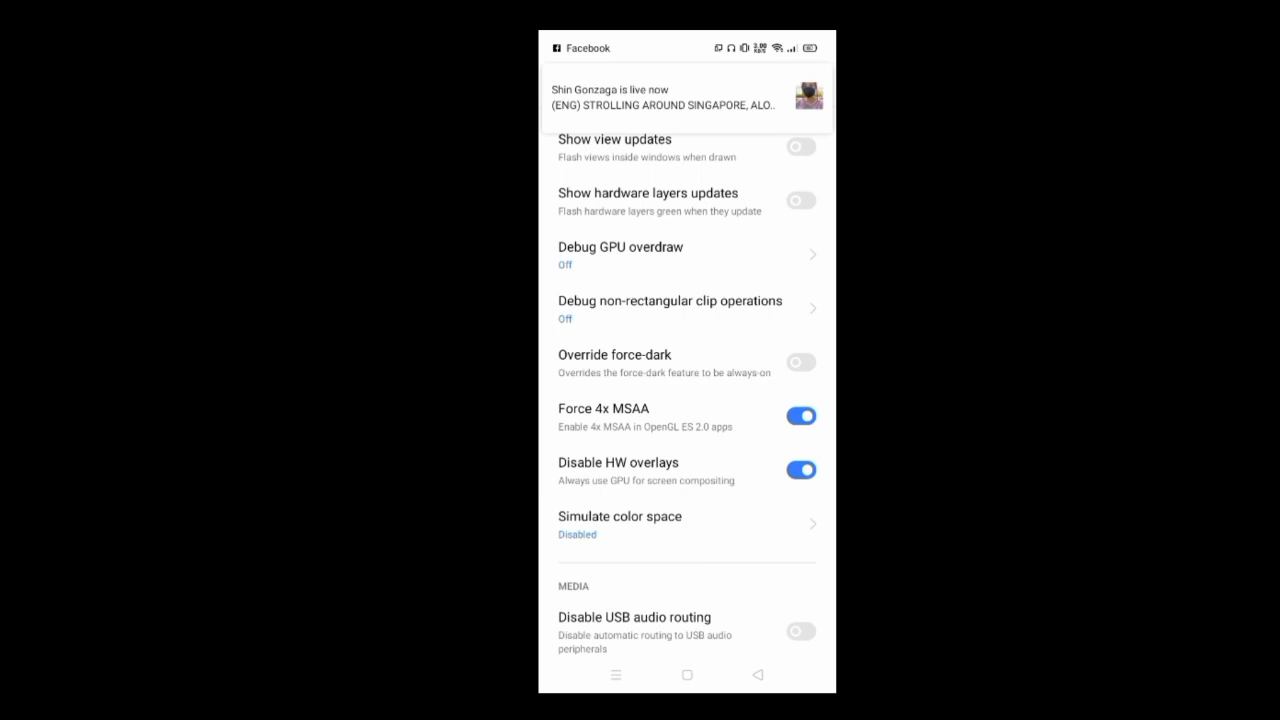 Facebook
3.00
KB/S
Shin Gonzaga is live now
(ENG) STROLLING AROUND SINGAPORE, ALO..
Show view updates
Flash views inside windows when drawn
Show hardware layers updates
Flash hardware layers green when they update
Debug GPU overdraw
Off
Debug non-rectangular clip operations
Off
Override force-dark
Overrides the force-dark feature to be always-on
Force 4x MSAA
Enable 4x MSAA in OpenGL ES 2.0 apps
Disable HW overlays
Always use GPU for screen compositing
Simulate color space
Disabled
MEDIA
Disable USB audio routing
Disable automatic routing to USB audio
peripherals